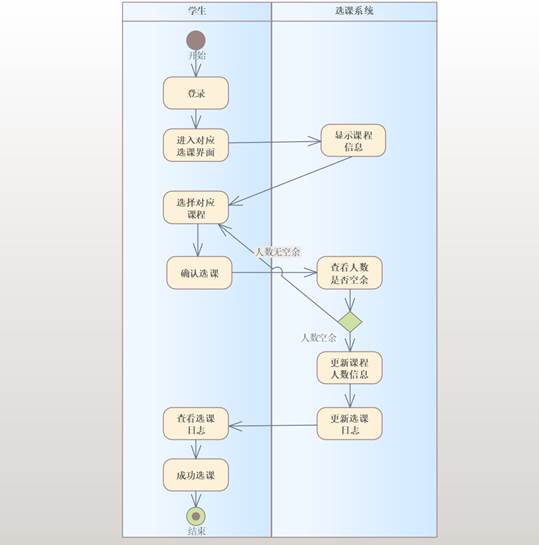 学生
选课系统
开始
登录
进入对应
选课界面
显示课程
信息
选择对应
课程
人数无空余
确认选课
查看人数
是否空余
人数空余
更新课程
人数信息
查看选课
日志
更新选课
日志
成功选课
结束